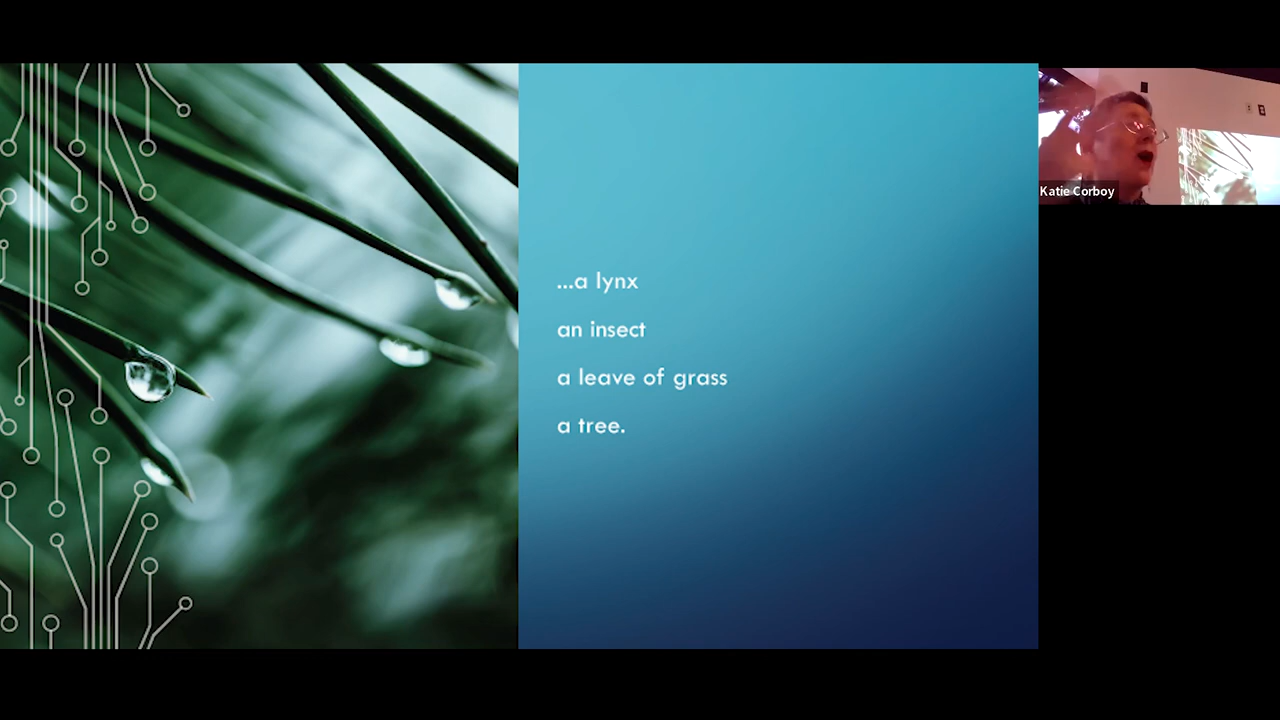 ...a lynx
an insect
a leave of grass
a tree.
Katie Corboy